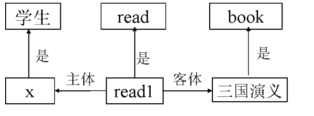 学生 read book
是 是 是
x 主体 read1 客体 三国演义